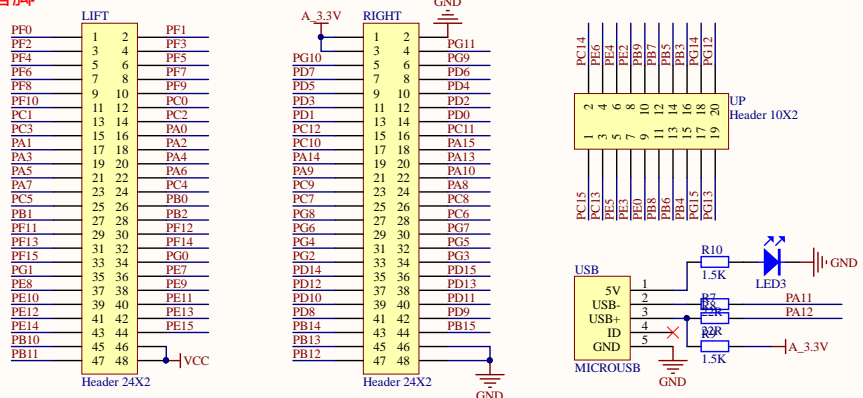 LIFT
PF0 1 2 PF1
PF2 3 4 PF3
PF4 5 6 PF5
PF6 7 8 PF7
PF8 9 10 PF9
PF10 11 12 PC0
PC1 13 14 PC2
PC3 15 16 PA0
PA1 17 18 PA2
PA3 19 20 PA4
PA5 21 22 PA6
PA7 23 24 PC4
PC5 25 26 PB0
PB1 27 28 PB2
PF11 29 30 PF12
PF13 31 32 PF14
PF15 33 34 PG0
PG1 35 36 PE7
PE8 37 38 PE9
PE10 39 40 PE11
PE12 41 42 PE13
PE14 43 44 PE15
PB10 45 46
PB11 47 48 VCC
Header 24X2
GND
A_3.3V RIGHT
1 2
3 4 PG11
PG10 5 6 PG9
PD7 7 8 PD6
PD5 9 10 PD4
PD3 11 12 PD2
PD1 13 14 PD0
PC12 15 16 PC11
PC10 17 18 PA15
PA14 19 20 PA13
PA9 21 22 PA10
PC9 23 24 PA8
PC7 25 26 PC8
PG8 27 28 PC6
PG6 29 30 PG7
PG4 31 32 PG5
PG2 33 34 PG3
PD14 35 36 PD15
PD12 37 38 PD13
PD10 39 40 PD11
PD8 41 42 PD9
PB14 43 44 PB15
PB13 45 46
PB12 47 48
Header 24X2
GND
PC14 PE6 PE4 PE2 PB9 PB7 PB5 PB3 PG14 PG12
2 4 6 8 10 12 14 16 18 20
UP
Header 10X2
1 3 5 7 9 11 13 15 17 19
PC15 PC13 PE5 PE3 PE0 PB8 PB6 PB4 PG15 PG13
R10
1.5K
LED3
GND
USB
5V 1
USB- 2 R7 PA11
USB+ 3 R8 22R PA12
ID 4 22R
GND 5 R9 A_3.3V
1.5K
MICROUSB
GND